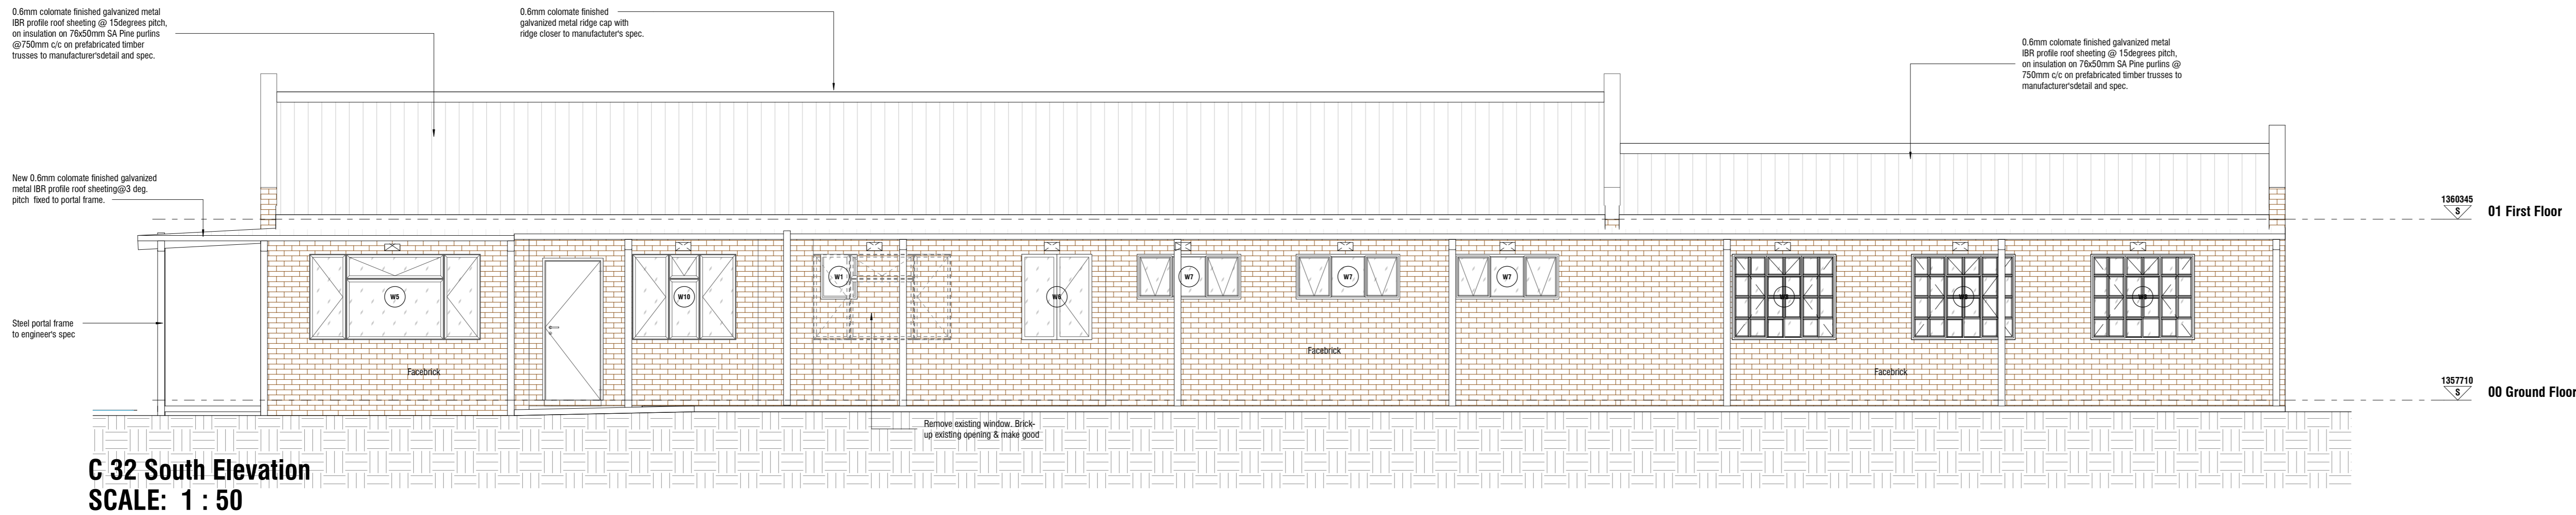 0.6mm colomate finished galvanized metal
IBR profile roof sheeting @ 15degrees pitch,
on insulation on 76x50mm SA Pine purlins
@750mm c/c on prefabricated timber
trusses to manufacturer'sdetail and spec.
0.6mm colomate finished
galvanized metal ridge cap with
ridge closer to manufactuter's spec.
0.6mm colomate finished galvanized metal
IBR profile roof sheeting @ 15degrees pitch,
on insulation on 76x50mm SA Pine purlins @
750mm c/c on prefabricated timber trusses to
manufacturer'sdetail and spec.
New 0.6mm colomate finished galvanized
metal IBR profile roof sheeting@3 deg.
pitch fixed to portal frame.
1360345
S
01 First Floor
W1
W7
W7
W7
W5
W10
W6
Steel portal frame
to engineer's spec
Facebrick
Facebrick
Facebrick
1357710
S
00 Ground Floor
Remove existing window. Brick-
up existing opening & make good
C 32 South Elevation
SCALE: 1 : 50